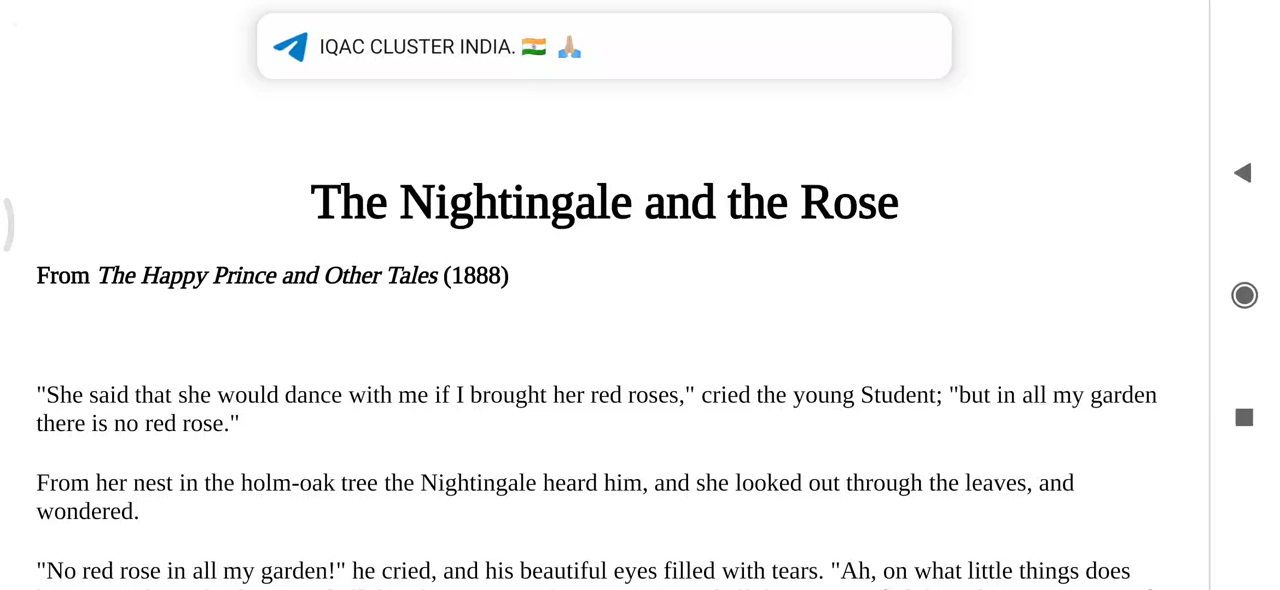 IQAC CLUSTER INDIA. 🇮🇳 🙏🏼
The Nightingale and the Rose
From The Happy Prince and Other Tales (1888)
"She said that she would dance with me if I brought her red roses," cried the young Student; "but in all my garden
there is no red rose."
From her nest in the holm-oak tree the Nightingale heard him, and she looked out through the leaves, and
wondered.
"No red rose in all my garden!" he cried, and his beautiful eyes filled with tears. "Ah, on what little things does